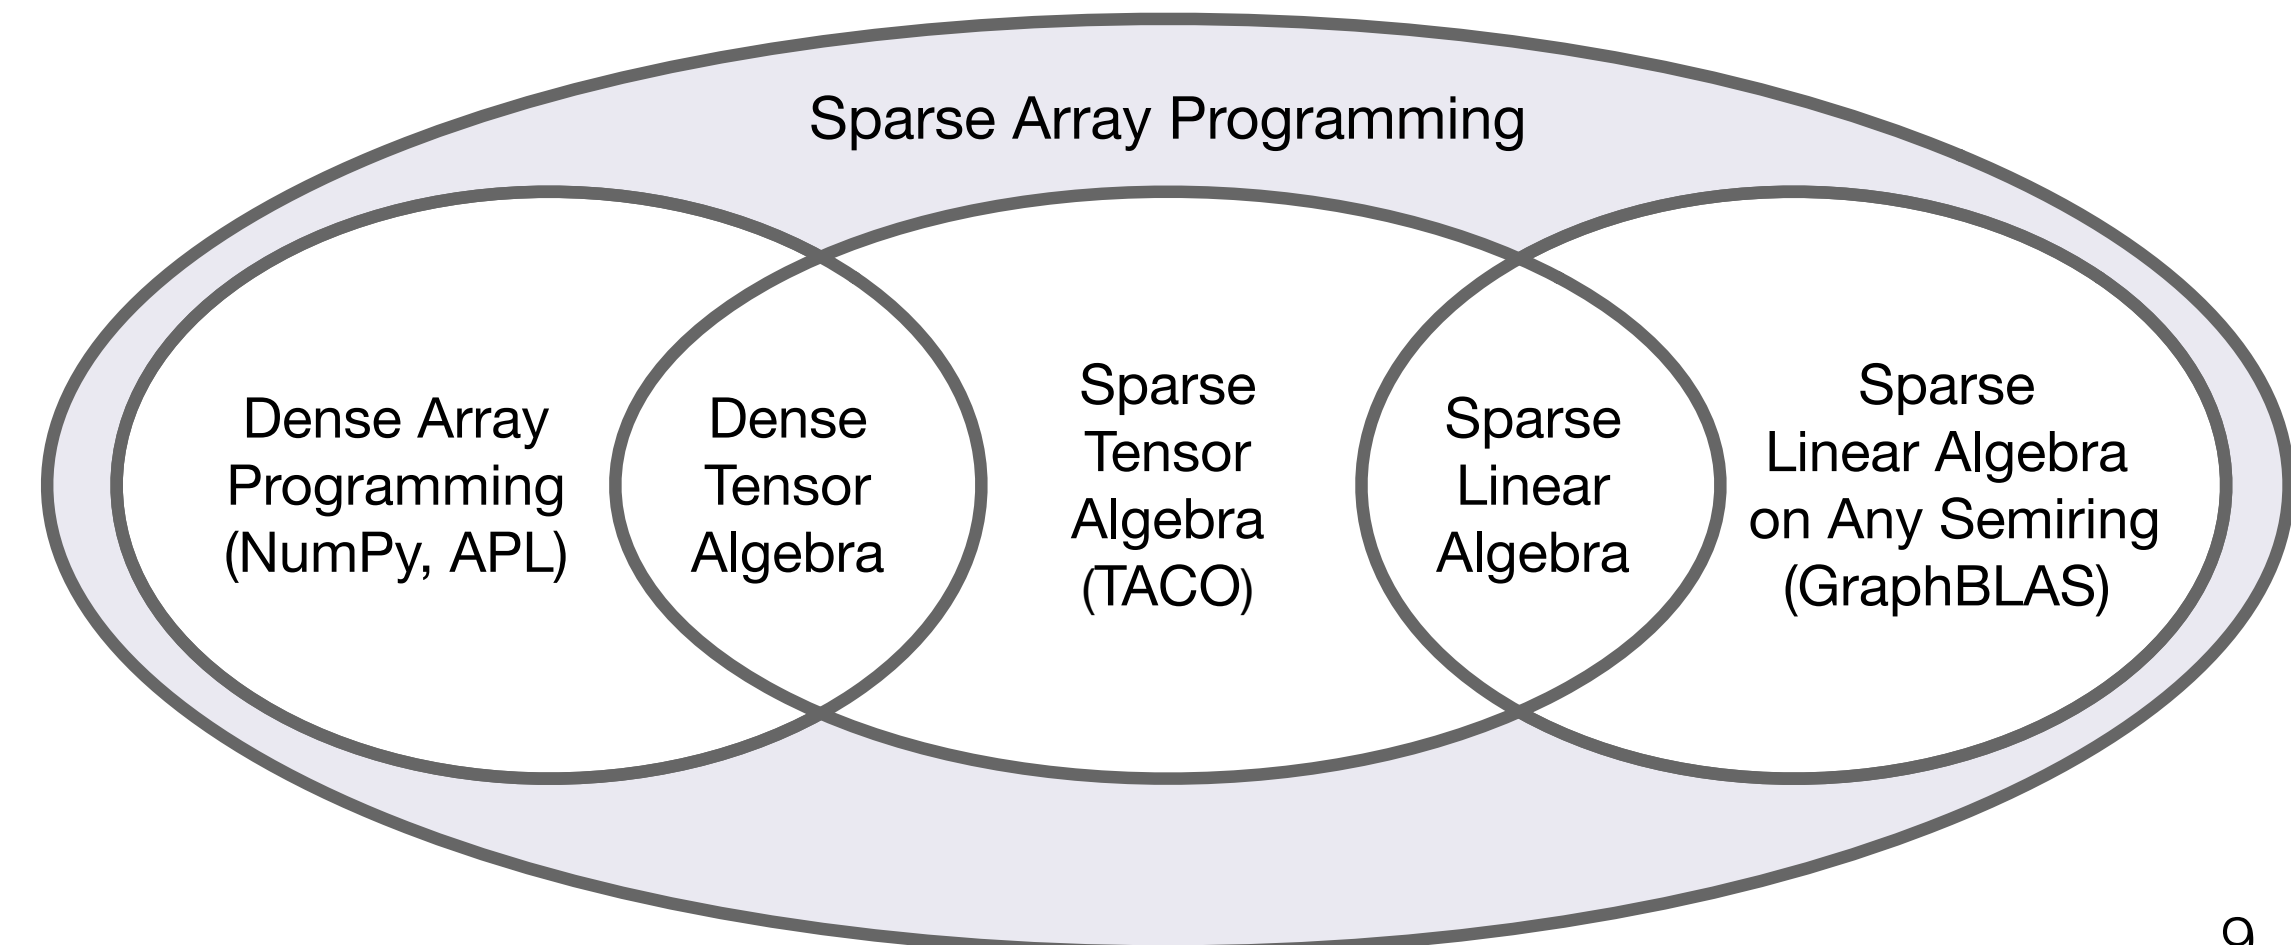 Sparse Array Programming
Dense Array
Programming
(NumPy, APL)
Dense
Tensor
Algebra
Sparse
Tensor
Algebra
(TACO)
Sparse
Linear
Algebra
Sparse
Linear Algebra
on Any Semiring
(GraphBLAS)
9